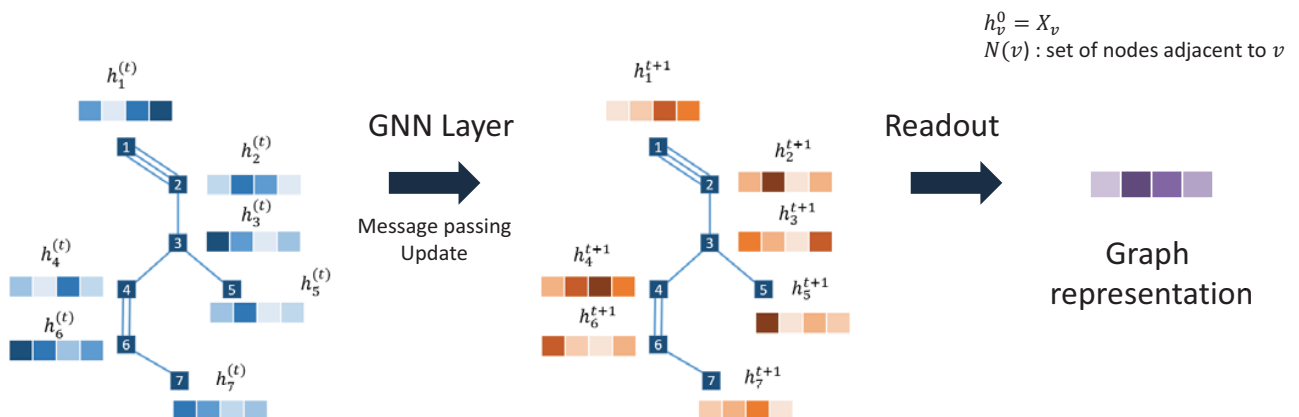 h_v^0 = X_v
N(v) : set of nodes adjacent to v
h_1^{(t)}
1
h_2^{(t)}
2
h_3^{(t)}
3
h_4^{(t)}
4
5
h_5^{(t)}
h_6^{(t)}
6
7
h_7^{(t)}
GNN Layer
Message passing
Update
h_1^{t+1}
1
h_2^{t+1}
2
h_3^{t+1}
3
h_4^{t+1}
4
5
h_5^{t+1}
h_6^{t+1}
6
7
h_7^{t+1}
Readout
Graph
representation